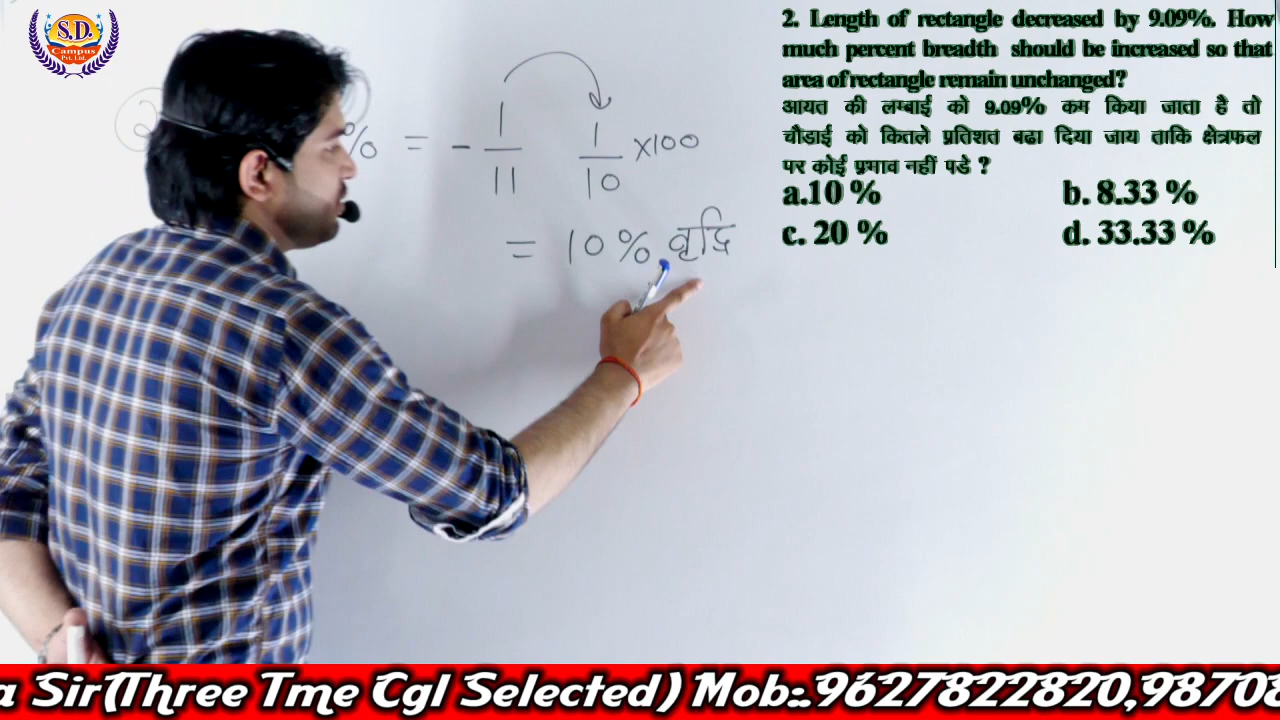 S.D.
Campus
Pvt. Ltd.
2. Length of rectangle decreased by 9.09%. How
much percent breadth should be increased so that
area of rectangle remain unchanged?
आयत की लम्बाई को 9.09% कम किया जाता है तो
चौडाई को कितले प्रतिशत बढा दिया जाय ताकि क्षेत्रफल
पर कोई प्रभाव नहीं पडे ?
a.10 % b. 8.33 %
c. 20 % d. 33.33 %
% = - 1/11 1/10 ×100
= 10% वृद्धि
a Sir(Three Tme Cgl Selected) Mob:.9627822820,98708